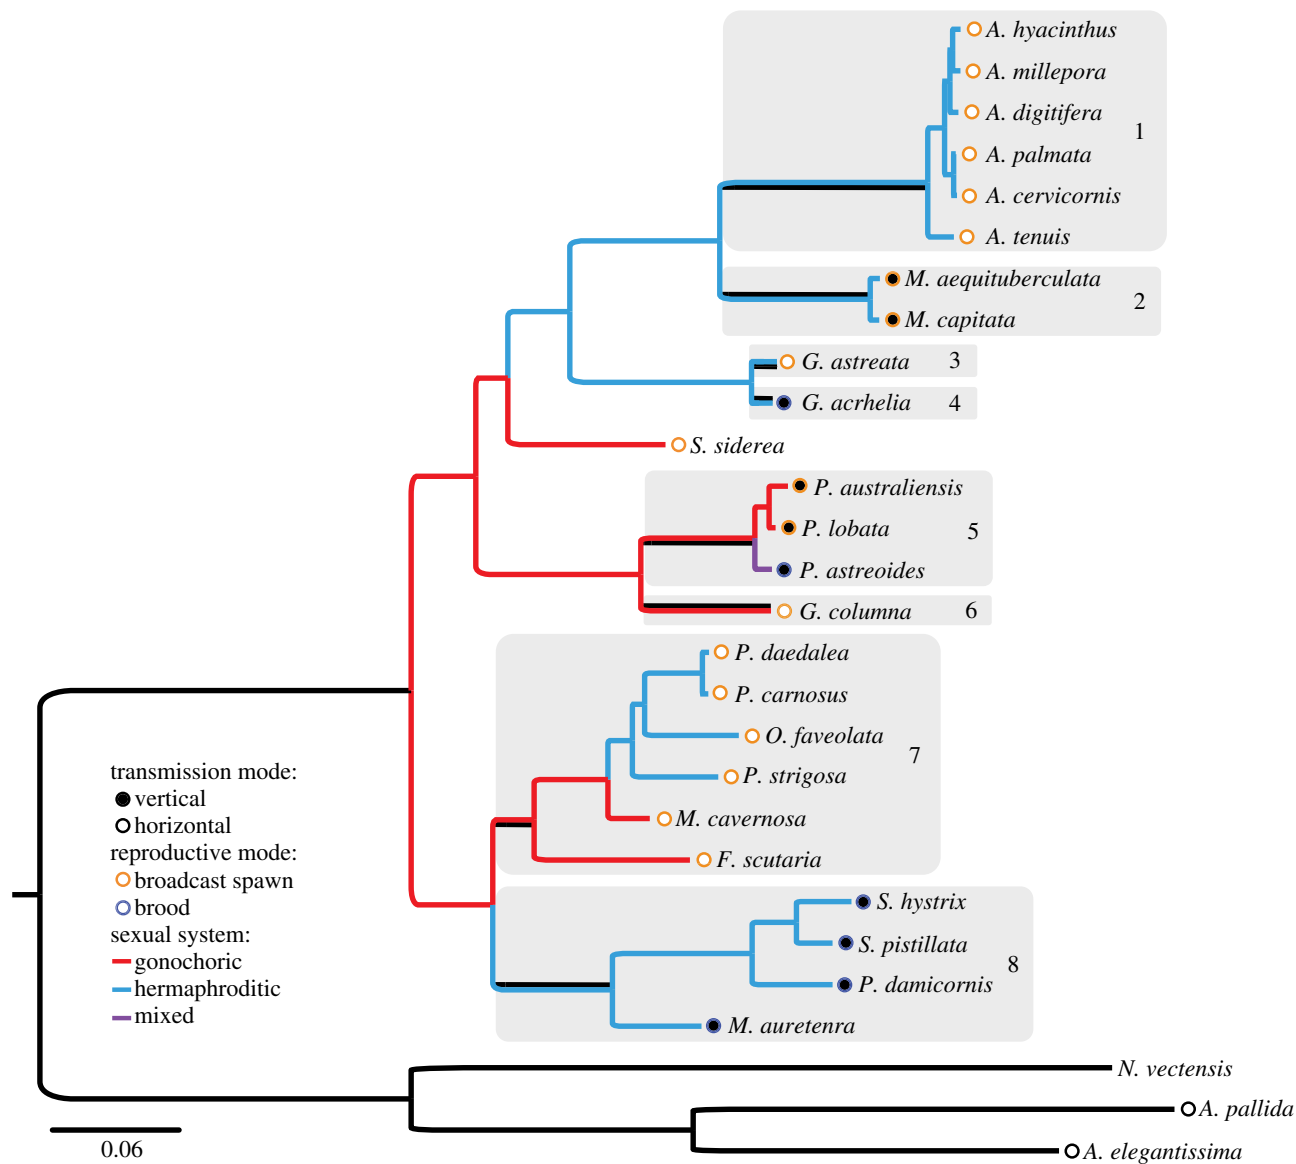 A. hyacinthus
A. millepora
A. digitifera
1
A. palmata
A. cervicornis
A. tenuis
M. aequituberculata
2
M. capitata
G. astreata 3
G. acrhelia 4
S. siderea
P. australiensis
P. lobata 5
P. astreoides
G. columna 6
P. daedalea
P. carnosus
O. faveolata
7
P. strigosa
M. cavernosa
F. scutaria
transmission mode:
vertical
horizontal
reproductive mode:
broadcast spawn
brood
sexual system:
gonochoric
hermaphroditic
mixed
S. hystrix
S. pistillata
8
P. damicornis
M. auretenra
N. vectensis
A. pallida
A. elegantissima
0.06